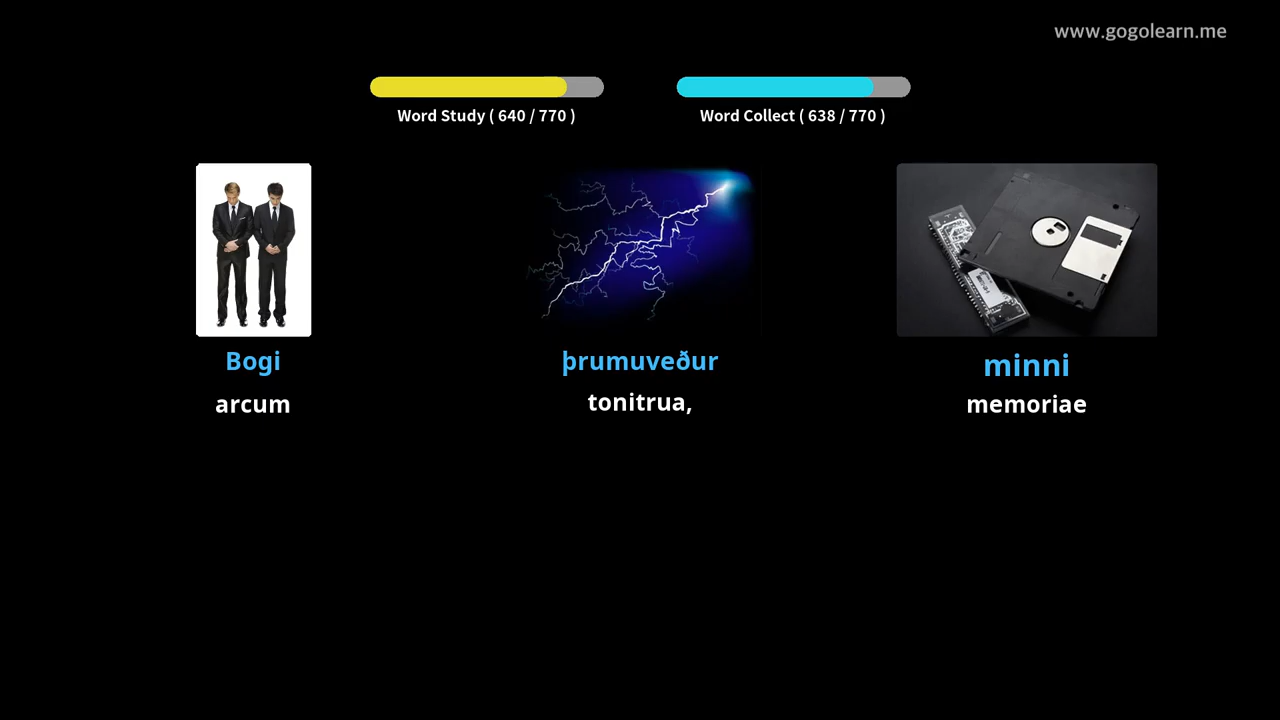 www.gogolearn.me
Word Study ( 640 / 770 )
Word Collect ( 638 / 770 )
Bogi
þrumuveður
minni
arcum
tonitrua,
memoriae